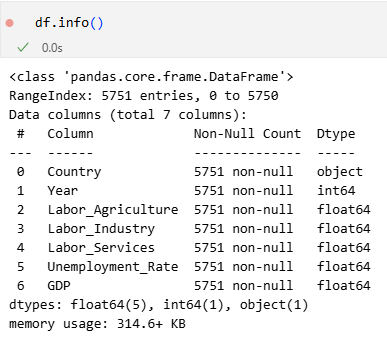 df.info()
0.0s
<class 'pandas.core.frame.DataFrame'>
RangeIndex: 5751 entries, 0 to 5750
Data columns (total 7 columns):
 #   Column             Non-Null Count  Dtype
---  ------             --------------  -----
 0   Country            5751 non-null   object
 1   Year               5751 non-null   int64
 2   Labor_Agriculture  5751 non-null   float64
 3   Labor_Industry     5751 non-null   float64
 4   Labor_Services     5751 non-null   float64
 5   Unemployment_Rate  5751 non-null   float64
 6   GDP                5751 non-null   float64
dtypes: float64(5), int64(1), object(1)
memory usage: 314.6+ KB